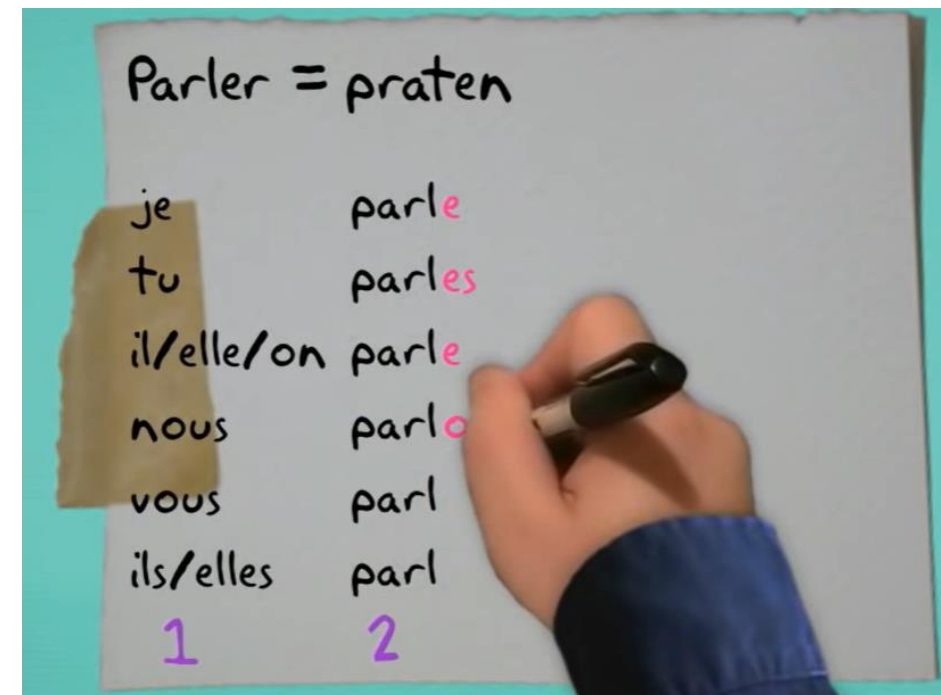 Parler = praten
je parle
tu parles
il/elle/on parle
nous parlo
vous parl
ils/elles parl
1 2